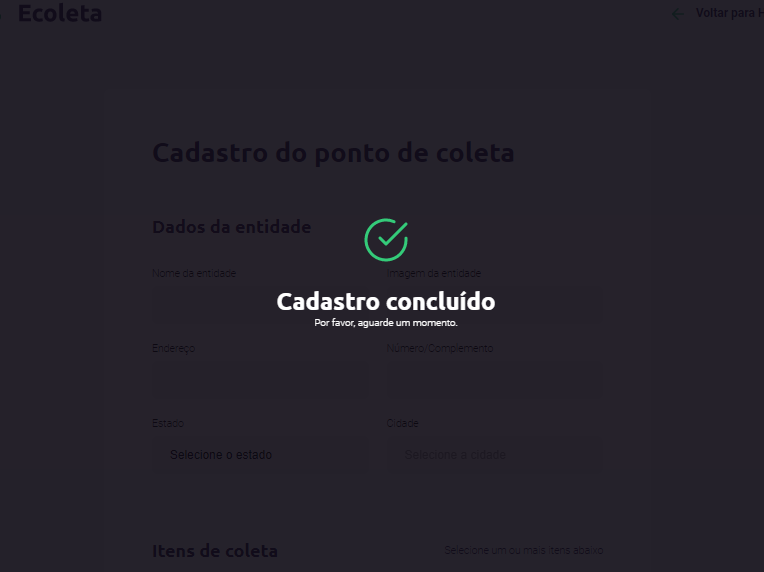 Ecoleta
Voltar para H
Cadastro do ponto de coleta
Dados da entidade
Nome da entidade
Imagem da entidade
Cadastro concluído
Por favor, aguarde um momento.
Endereço
Número/Complemento
Estado
Cidade
Selecione o estado
Selecione a cidade
Itens de coleta
Selecione um ou mais itens abaixo